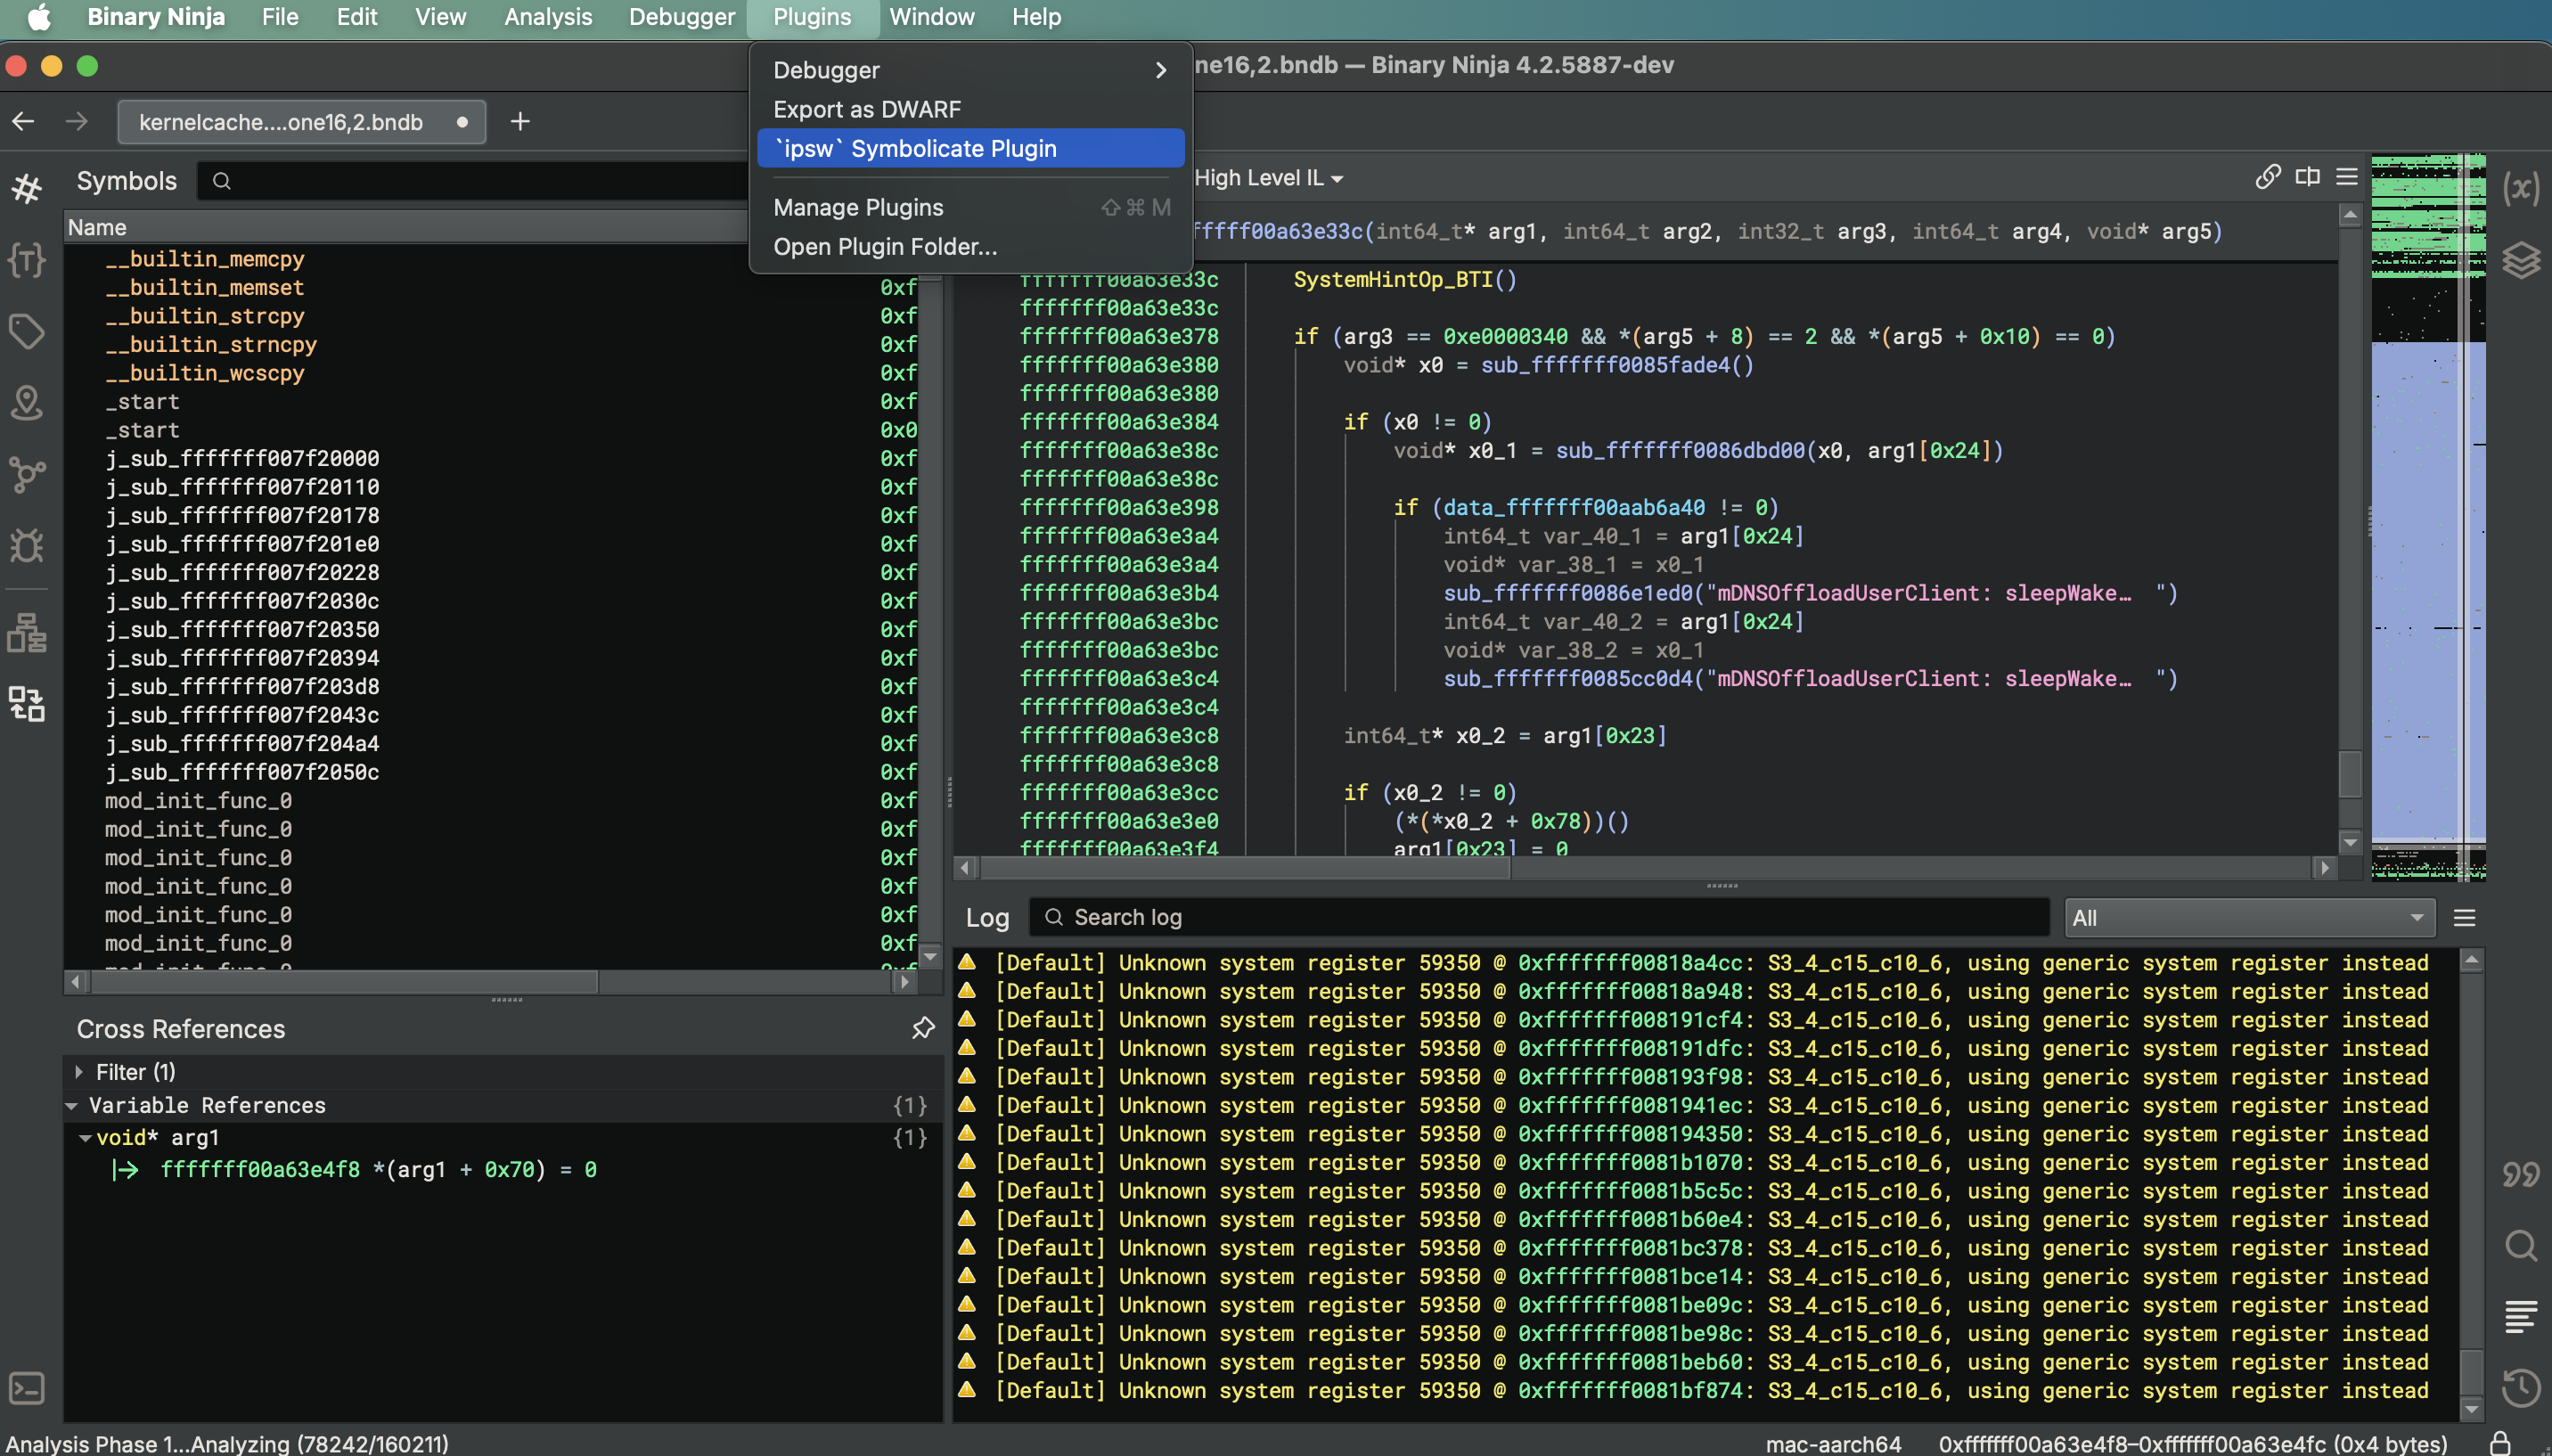 Binary Ninja File Edit View Analysis Debugger Plugins Window Help
ne16,2.bndb — Binary Ninja 4.2.5887-dev
kernelcache....one16,2.bndb
Debugger
Export as DWARF
`ipsw` Symbolicate Plugin
Manage Plugins ⇧⌘M
Open Plugin Folder...
Symbols
Name
__builtin_memcpy
__builtin_memset 0xf
__builtin_strcpy 0xf
__builtin_strncpy 0xf
__builtin_wcscpy 0xf
_start 0xf
_start 0x0
j_sub_fffffff007f20000 0xf
j_sub_fffffff007f20110 0xf
j_sub_fffffff007f20178 0xf
j_sub_fffffff007f201e0 0xf
j_sub_fffffff007f20228 0xf
j_sub_fffffff007f2030c 0xf
j_sub_fffffff007f20350 0xf
j_sub_fffffff007f20394 0xf
j_sub_fffffff007f203d8 0xf
j_sub_fffffff007f2043c 0xf
j_sub_fffffff007f204a4 0xf
j_sub_fffffff007f2050c 0xf
mod_init_func_0 0xf
mod_init_func_0 0xf
mod_init_func_0 0xf
mod_init_func_0 0xf
mod_init_func_0 0xf
mod_init_func_0 0xf
mod_init_func_0 0xf
Cross References
Filter (1)
Variable References {1}
void* arg1 {1}
fffffff00a63e4f8 *(arg1 + 0x70) = 0
High Level IL
fffff00a63e33c(int64_t* arg1, int64_t arg2, int32_t arg3, int64_t arg4, void* arg5)
fffffff00a63e33c SystemHintOp_BTI()
fffffff00a63e33c
fffffff00a63e378 if (arg3 == 0xe0000340 && *(arg5 + 8) == 2 && *(arg5 + 0x10) == 0)
fffffff00a63e380 void* x0 = sub_fffffff0085fade4()
fffffff00a63e380
fffffff00a63e384 if (x0 != 0)
fffffff00a63e38c void* x0_1 = sub_fffffff0086dbd00(x0, arg1[0x24])
fffffff00a63e38c
fffffff00a63e398 if (data_fffffff00aab6a40 != 0)
fffffff00a63e3a4 int64_t var_40_1 = arg1[0x24]
fffffff00a63e3a4 void* var_38_1 = x0_1
fffffff00a63e3b4 sub_fffffff0086e1ed0("mDNSOffloadUserClient: sleepWake… ")
fffffff00a63e3bc int64_t var_40_2 = arg1[0x24]
fffffff00a63e3bc void* var_38_2 = x0_1
fffffff00a63e3c4 sub_fffffff0085cc0d4("mDNSOffloadUserClient: sleepWake… ")
fffffff00a63e3c4
fffffff00a63e3c8 int64_t* x0_2 = arg1[0x23]
fffffff00a63e3c8
fffffff00a63e3cc if (x0_2 != 0)
fffffff00a63e3e0 (*(*x0_2 + 0x78))()
fffffff00a63e3f4 arg1[0x23] = 0
Log Search log All
[Default] Unknown system register 59350 @ 0xfffffff00818a4cc: S3_4_c15_c10_6, using generic system register instead
[Default] Unknown system register 59350 @ 0xfffffff00818a948: S3_4_c15_c10_6, using generic system register instead
[Default] Unknown system register 59350 @ 0xfffffff008191cf4: S3_4_c15_c10_6, using generic system register instead
[Default] Unknown system register 59350 @ 0xfffffff008191dfc: S3_4_c15_c10_6, using generic system register instead
[Default] Unknown system register 59350 @ 0xfffffff008193f98: S3_4_c15_c10_6, using generic system register instead
[Default] Unknown system register 59350 @ 0xfffffff0081941ec: S3_4_c15_c10_6, using generic system register instead
[Default] Unknown system register 59350 @ 0xfffffff008194350: S3_4_c15_c10_6, using generic system register instead
[Default] Unknown system register 59350 @ 0xfffffff0081b1070: S3_4_c15_c10_6, using generic system register instead
[Default] Unknown system register 59350 @ 0xfffffff0081b5c5c: S3_4_c15_c10_6, using generic system register instead
[Default] Unknown system register 59350 @ 0xfffffff0081b60e4: S3_4_c15_c10_6, using generic system register instead
[Default] Unknown system register 59350 @ 0xfffffff0081bc378: S3_4_c15_c10_6, using generic system register instead
[Default] Unknown system register 59350 @ 0xfffffff0081bce14: S3_4_c15_c10_6, using generic system register instead
[Default] Unknown system register 59350 @ 0xfffffff0081be09c: S3_4_c15_c10_6, using generic system register instead
[Default] Unknown system register 59350 @ 0xfffffff0081be98c: S3_4_c15_c10_6, using generic system register instead
[Default] Unknown system register 59350 @ 0xfffffff0081beb60: S3_4_c15_c10_6, using generic system register instead
[Default] Unknown system register 59350 @ 0xfffffff0081bf874: S3_4_c15_c10_6, using generic system register instead
Analysis Phase 1...Analyzing (78242/160211) mac-aarch64 0xfffffff00a63e4f8–0xfffffff00a63e4fc (0x4 bytes)